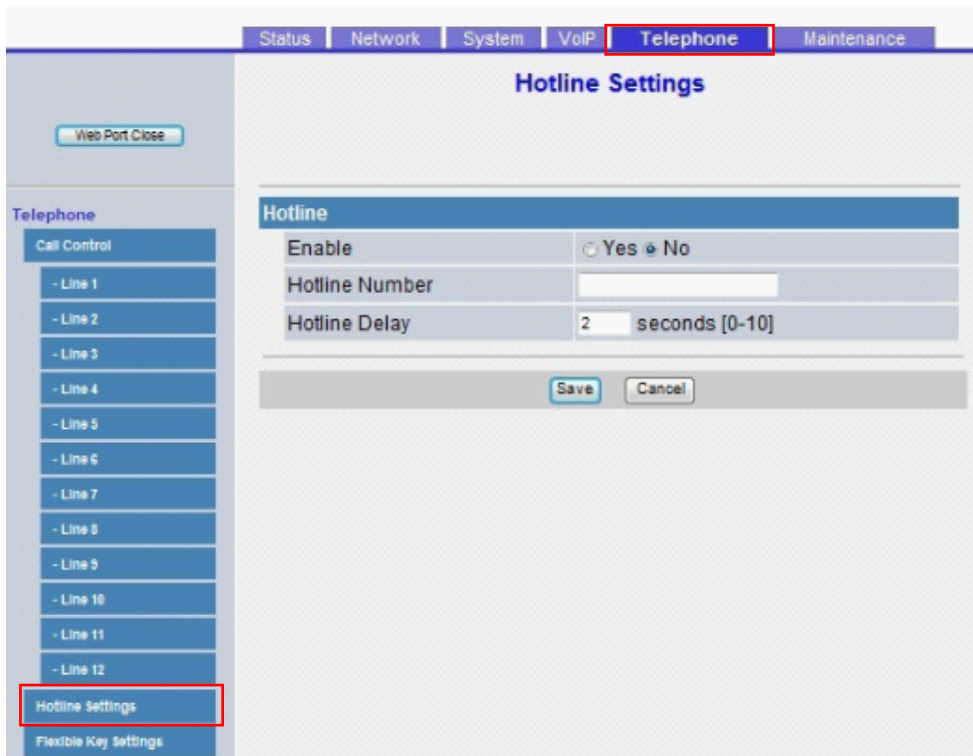 Status Network System VoIP Telephone Maintenance
Hotline Settings
Web Port Close
Telephone
Call Control
- Line 1
- Line 2
- Line 3
- Line 4
- Line 5
- Line 6
- Line 7
- Line 8
- Line 9
- Line 10
- Line 11
- Line 12
Hotline Settings
Flexible Key Settings
Hotline
Enable Yes No
Hotline Number
Hotline Delay 2 seconds [0-10]
Save Cancel